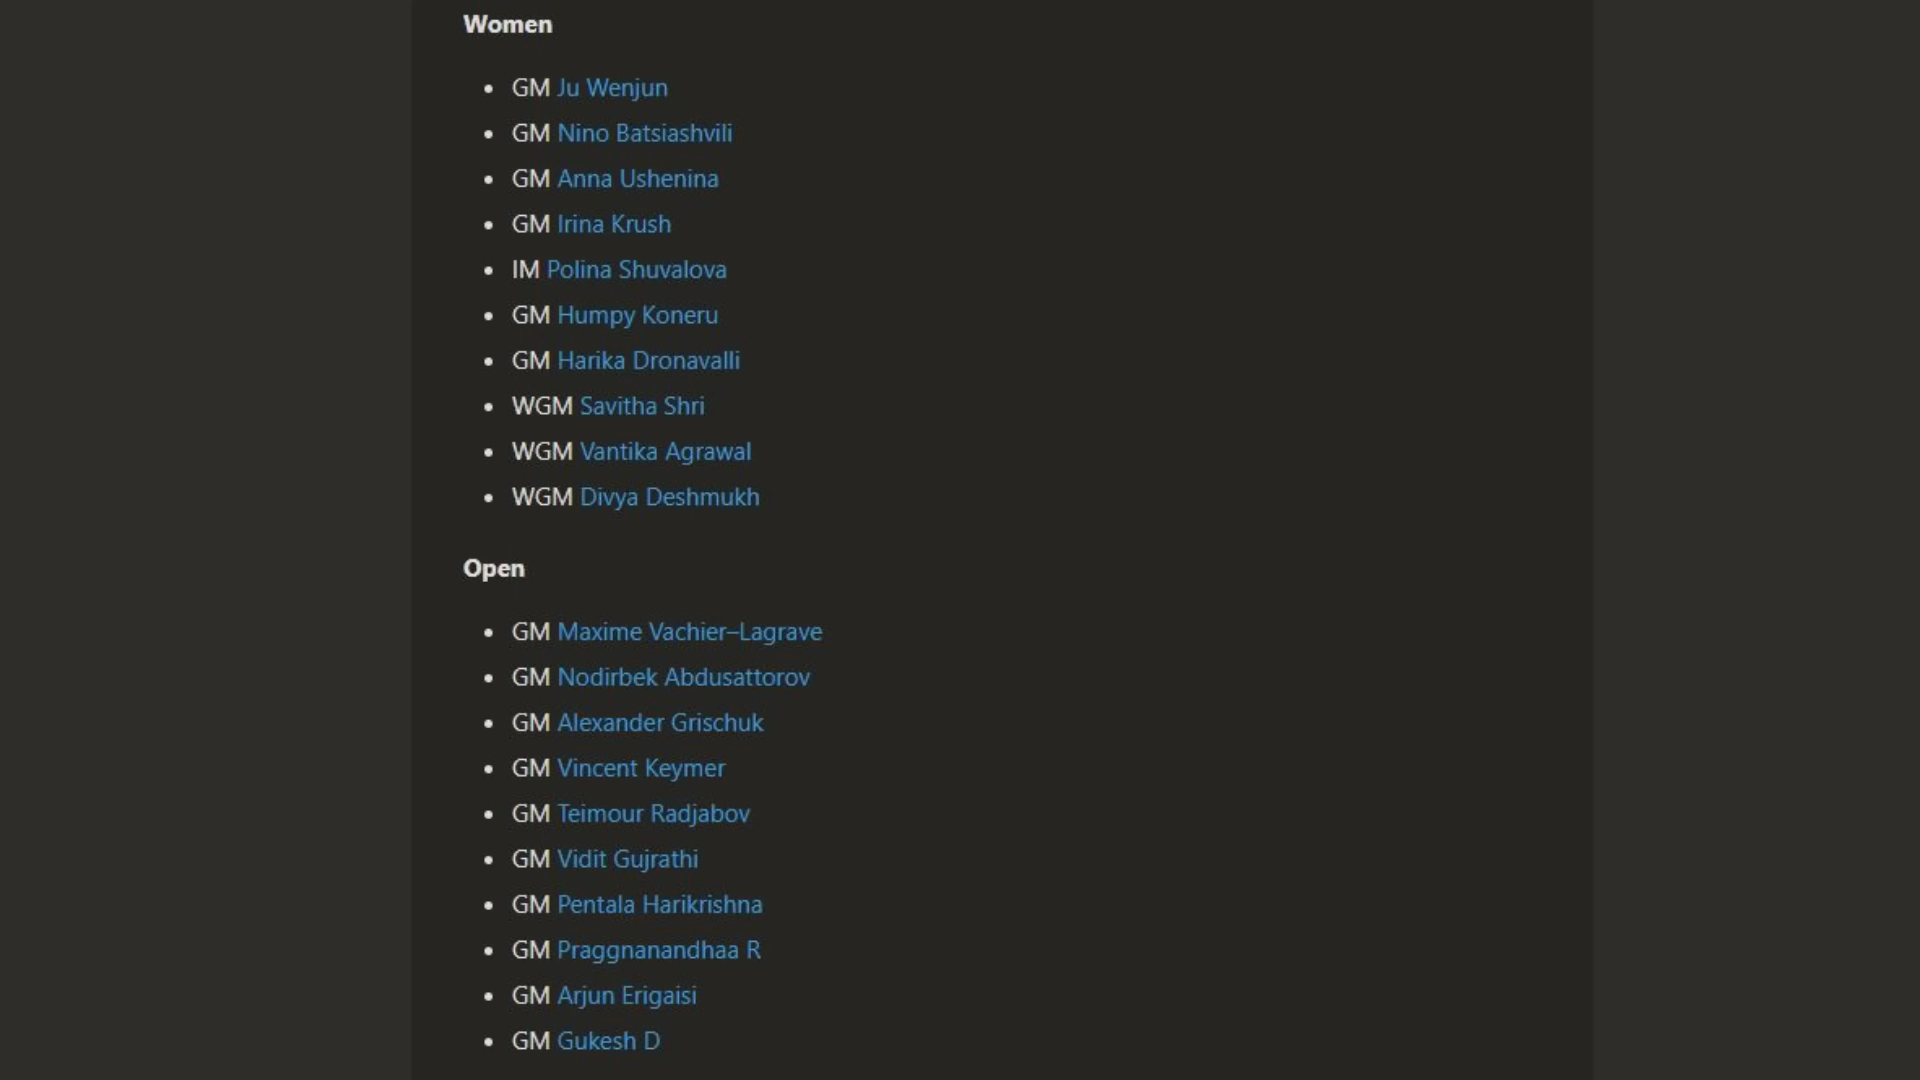 Women
GM Ju Wenjun
GM Nino Batsiashvili
GM Anna Ushenina
GM Irina Krush
IM Polina Shuvalova
GM Humpy Koneru
GM Harika Dronavalli
WGM Savitha Shri
WGM Vantika Agrawal
WGM Divya Deshmukh
Open
GM Maxime Vachier–Lagrave
GM Nodirbek Abdusattorov
GM Alexander Grischuk
GM Vincent Keymer
GM Teimour Radjabov
GM Vidit Gujrathi
GM Pentala Harikrishna
GM Praggnanandhaa R
GM Arjun Erigaisi
GM Gukesh D